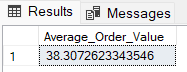 Results Messages
Average_Order_Value
1 38.3072623343546